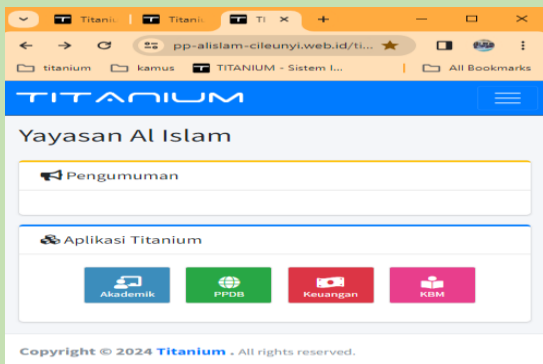 Titaniu
Titaniu
TI
pp-alislam-cileunyi.web.id/ti...
titanium
kamus
TITANIUM - Sistem I...
All Bookmarks
TITANIUM
Yayasan Al Islam
Pengumuman
Aplikasi Titanium
Akademik
PPDB
Keuangan
KBM
Copyright © 2024 Titanium . All rights reserved.